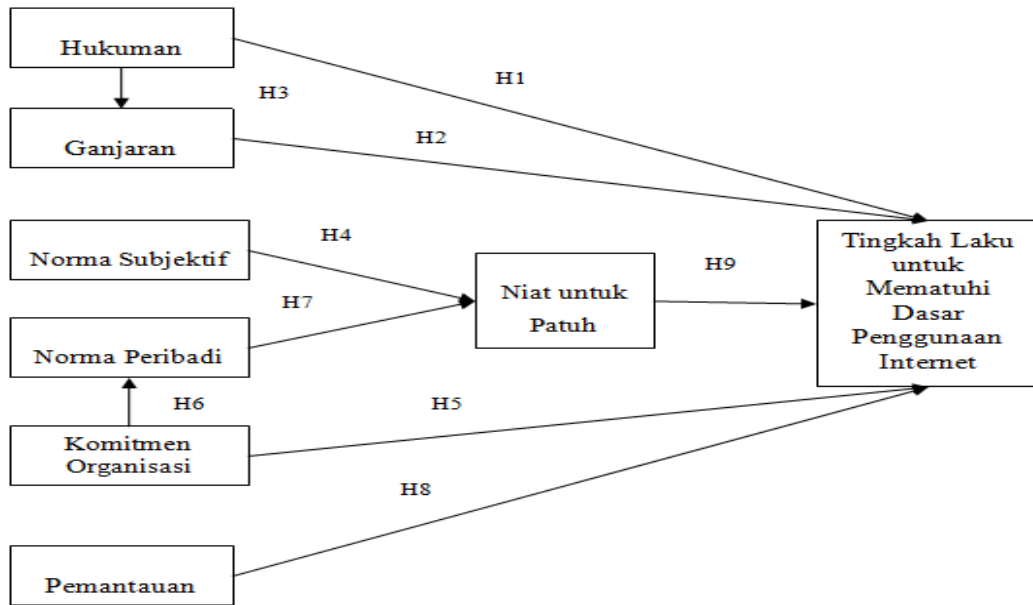 Hukuman
H1
H3
Ganjaran
H2
Norma Subjektif
H4
Tingkah Laku
untuk
Mematuhi
Dasar
Penggunaan
Internet
H9
Niat untuk
Patuh
H7
Norma Peribadi
H6
H5
Komitmen
Organisasi
H8
Pemantauan